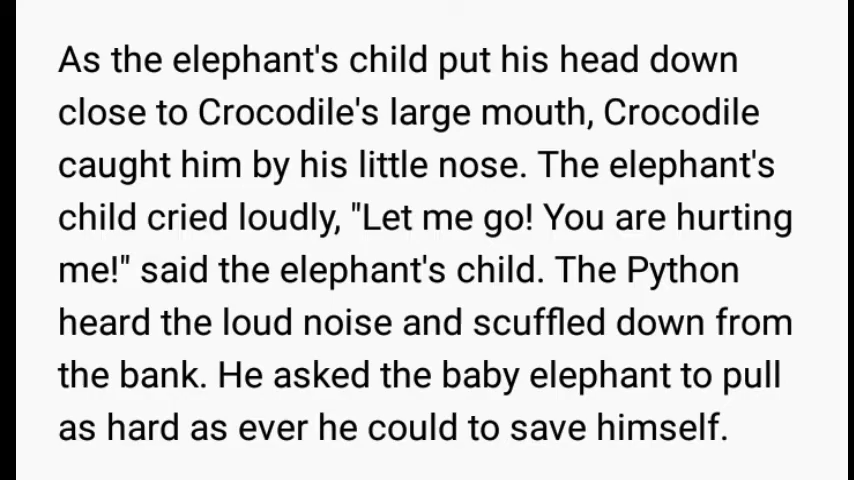 As the elephant's child put his head down
close to Crocodile's large mouth, Crocodile
caught him by his little nose. The elephant's
child cried loudly, "Let me go! You are hurting
me!" said the elephant's child. The Python
heard the loud noise and scuffled down from
the bank. He asked the baby elephant to pull
as hard as ever he could to save himself.